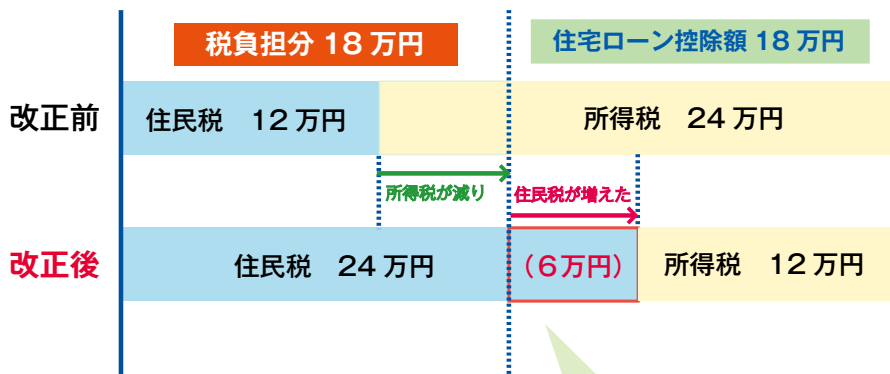 税負担分 18 万円
住宅ローン控除額 18 万円
改正前
住民税　12 万円
所得税　24 万円
所得税が減り
住民税が増えた
改正後
住民税　24 万円
（6万円）
所得税　12 万円